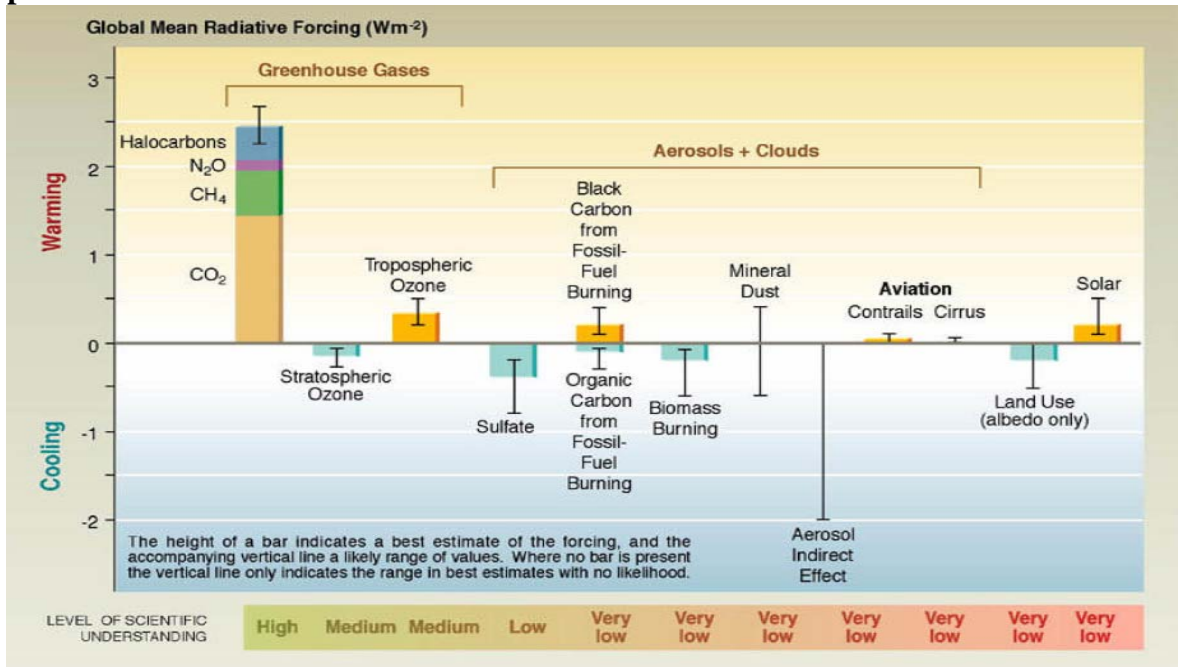 Global Mean Radiative Forcing (Wm-2)
Greenhouse Gases
3
2
1
0
-1
-2
Warming
Cooling
Halocarbons
N2O
CH4
CO2
Stratospheric
Ozone
Tropospheric
Ozone
Aerosols + Clouds
Sulfate
Black
Carbon
from
Fossil-
Fuel
Burning
Organic
Carbon
from
Fossil-
Fuel
Burning
Biomass
Burning
Mineral
Dust
Aerosol
Indirect
Effect
Aviation
Contrails Cirrus
Land Use
(albedo only)
Solar
The height of a bar indicates a best estimate of the forcing, and the
accompanying vertical line a likely range of values. Where no bar is present
the vertical line only indicates the range in best estimates with no likelihood.
LEVEL OF SCIENTIFIC
UNDERSTANDING
High
Medium
Medium
Low
Very
low
Very
low
Very
low
Very
low
Very
low
Very
low
Very
low